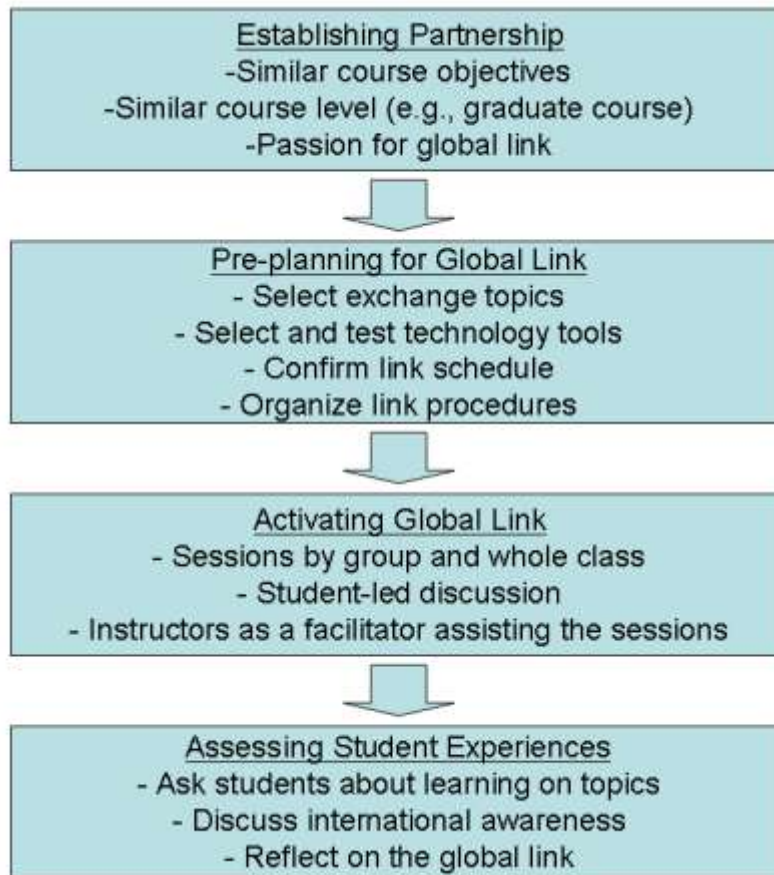 Establishing Partnership
-Similar course objectives
-Similar course level (e.g., graduate course)
-Passion for global link
Pre-planning for Global Link
- Select exchange topics
- Select and test technology tools
- Confirm link schedule
- Organize link procedures
Activating Global Link
- Sessions by group and whole class
- Student-led discussion
- Instructors as a facilitator assisting the sessions
Assessing Student Experiences
- Ask students about learning on topics
- Discuss international awareness
- Reflect on the global link